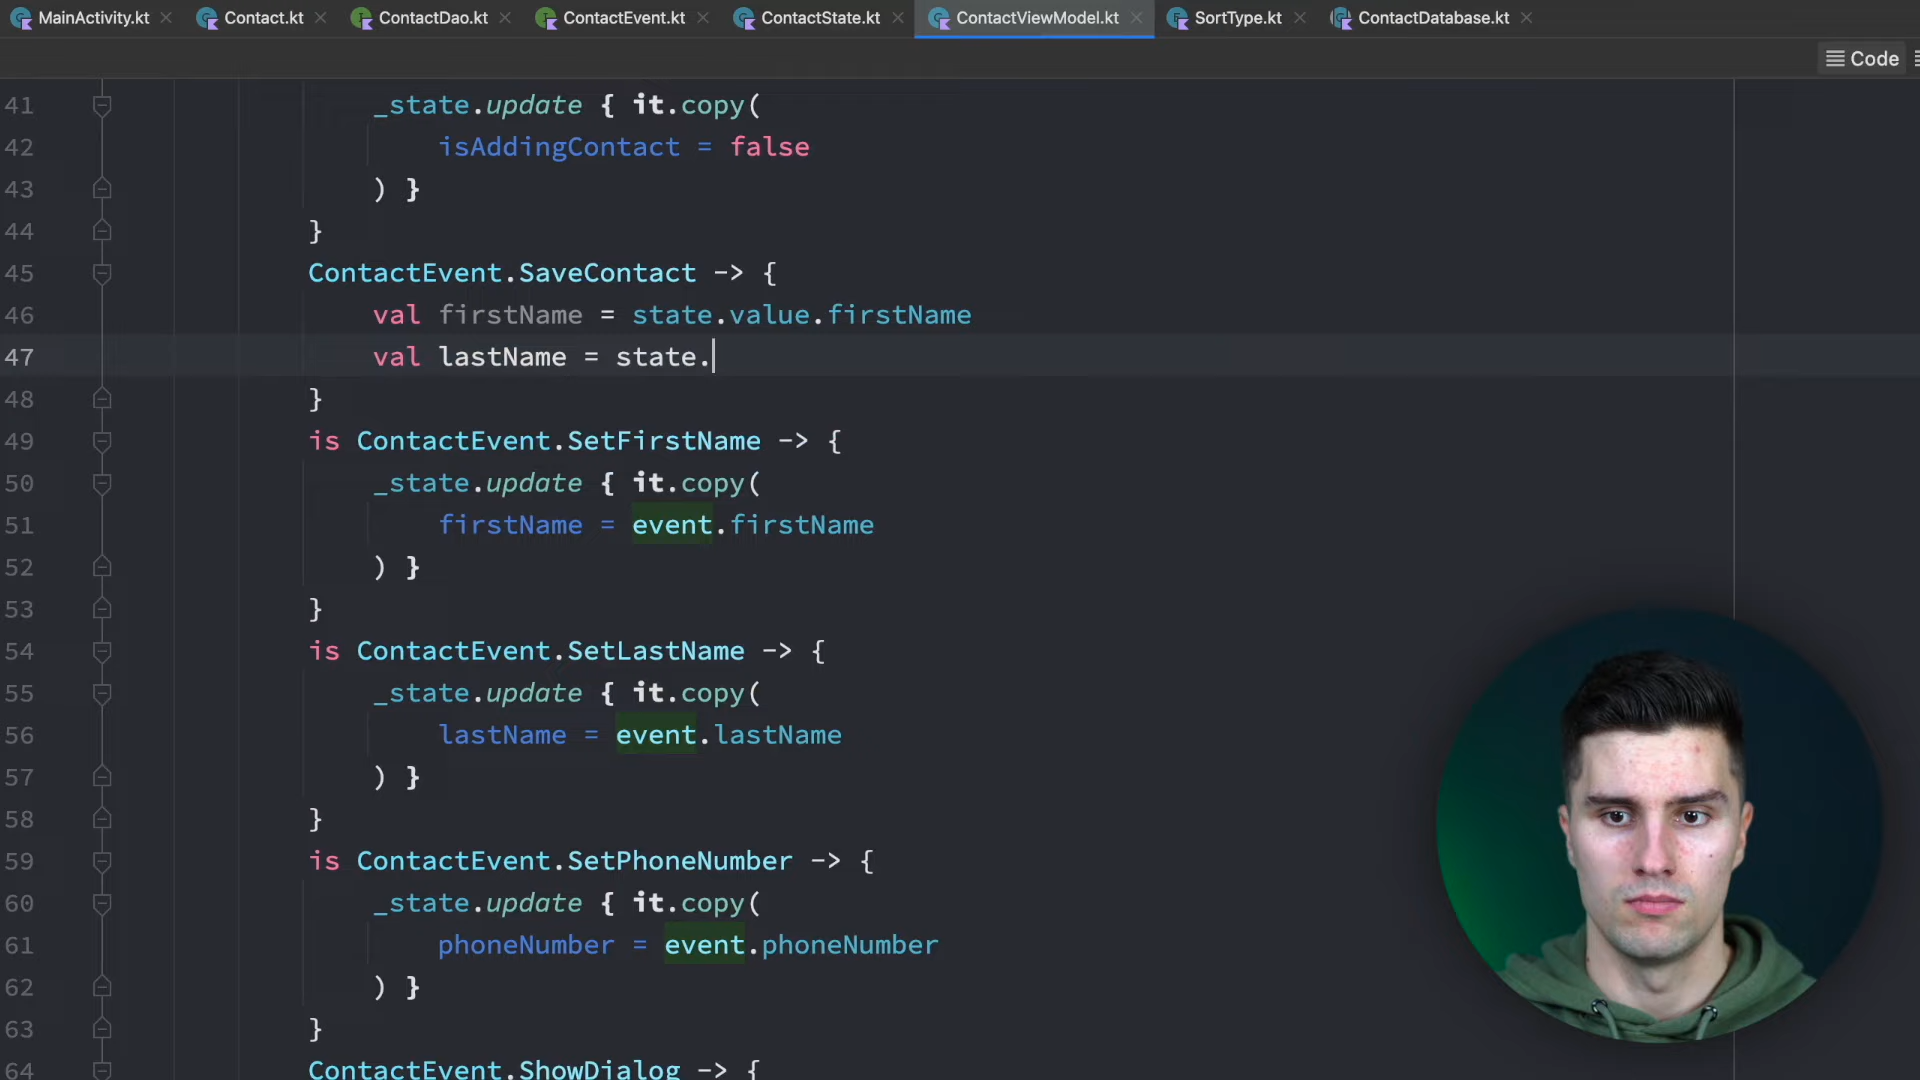 MainActivity.kt Contact.kt ContactDao.kt ContactEvent.kt ContactState.kt ContactViewModel.kt SortType.kt ContactDatabase.kt
Code
41 _state.update { it.copy(
42 isAddingContact = false
43 ) }
44 }
45 ContactEvent.SaveContact -> {
46 val firstName = state.value.firstName
47 val lastName = state.
48 }
49 is ContactEvent.SetFirstName -> {
50 _state.update { it.copy(
51 firstName = event.firstName
52 ) }
53 }
54 is ContactEvent.SetLastName -> {
55 _state.update { it.copy(
56 lastName = event.lastName
57 ) }
58 }
59 is ContactEvent.SetPhoneNumber -> {
60 _state.update { it.copy(
61 phoneNumber = event.phoneNumber
62 ) }
63 }
64 ContactEvent.ShowDialog -> {